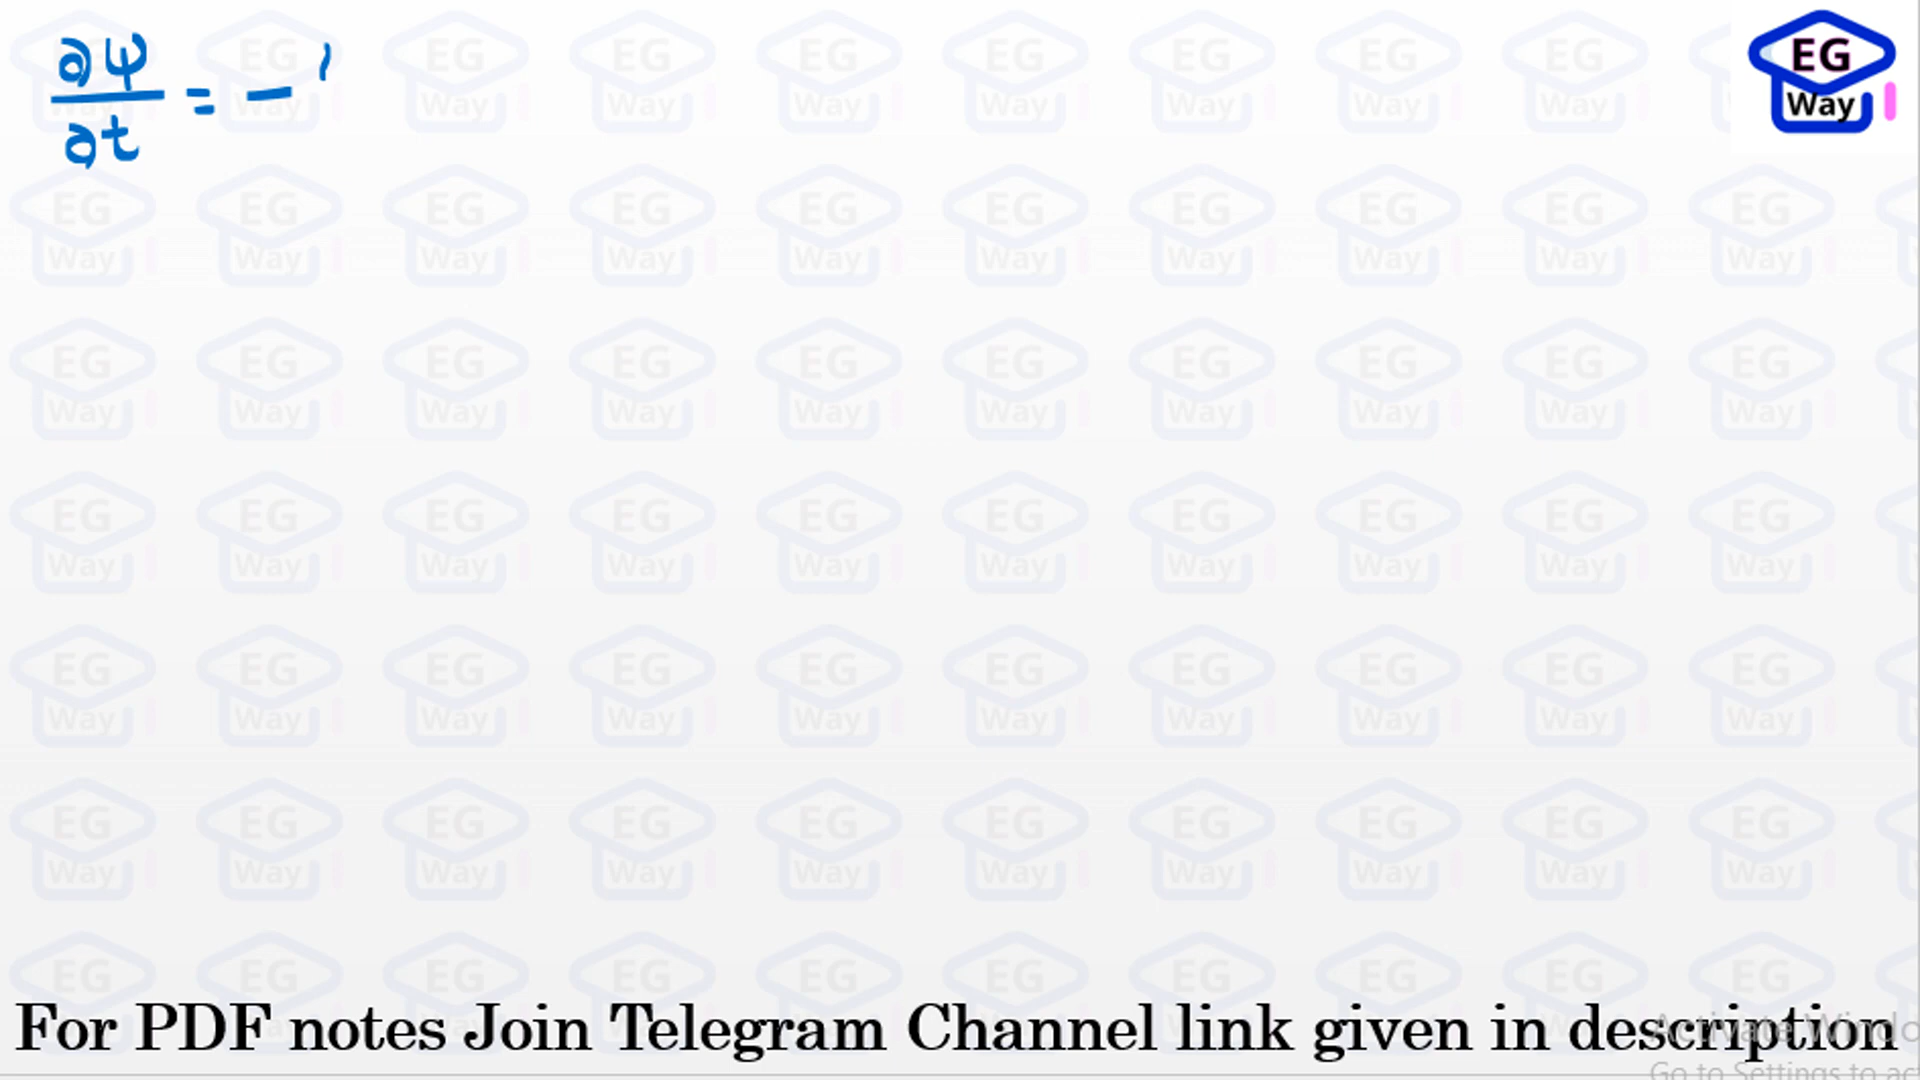 ∂ψ/∂t = −
EG
Way
For PDF notes Join Telegram Channel link given in description